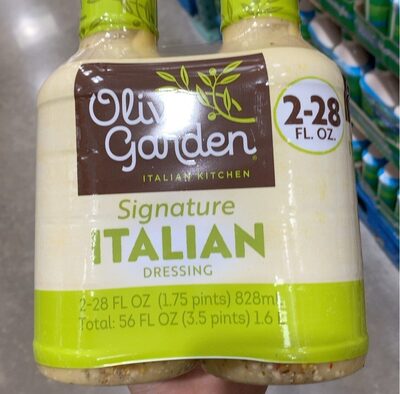 Olive
Garden
ITALIAN KITCHEN
2-28
FL. OZ.
Signature
ITALIAN
DRESSING
2-28 FL OZ (1.75 pints) 828m
Total: 56 FL OZ (3.5 pints) 1.6